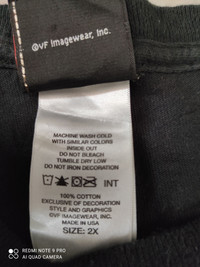 ©VF Imagewear, Inc.
MACHINE WASH COLD
WITH SIMILAR COLORS
INSIDE OUT
DO NOT BLEACH
TUMBLE DRY LOW
DO NOT IRON DECORATION
INT
100% COTTON
EXCLUSIVE OF DECORATION
STYLE AND GRAPHICS
©VF IMAGEWEAR, INC.
MADE IN USA
SIZE: 2X
REDMI NOTE 9 PRO
AI QUAD CAMERA